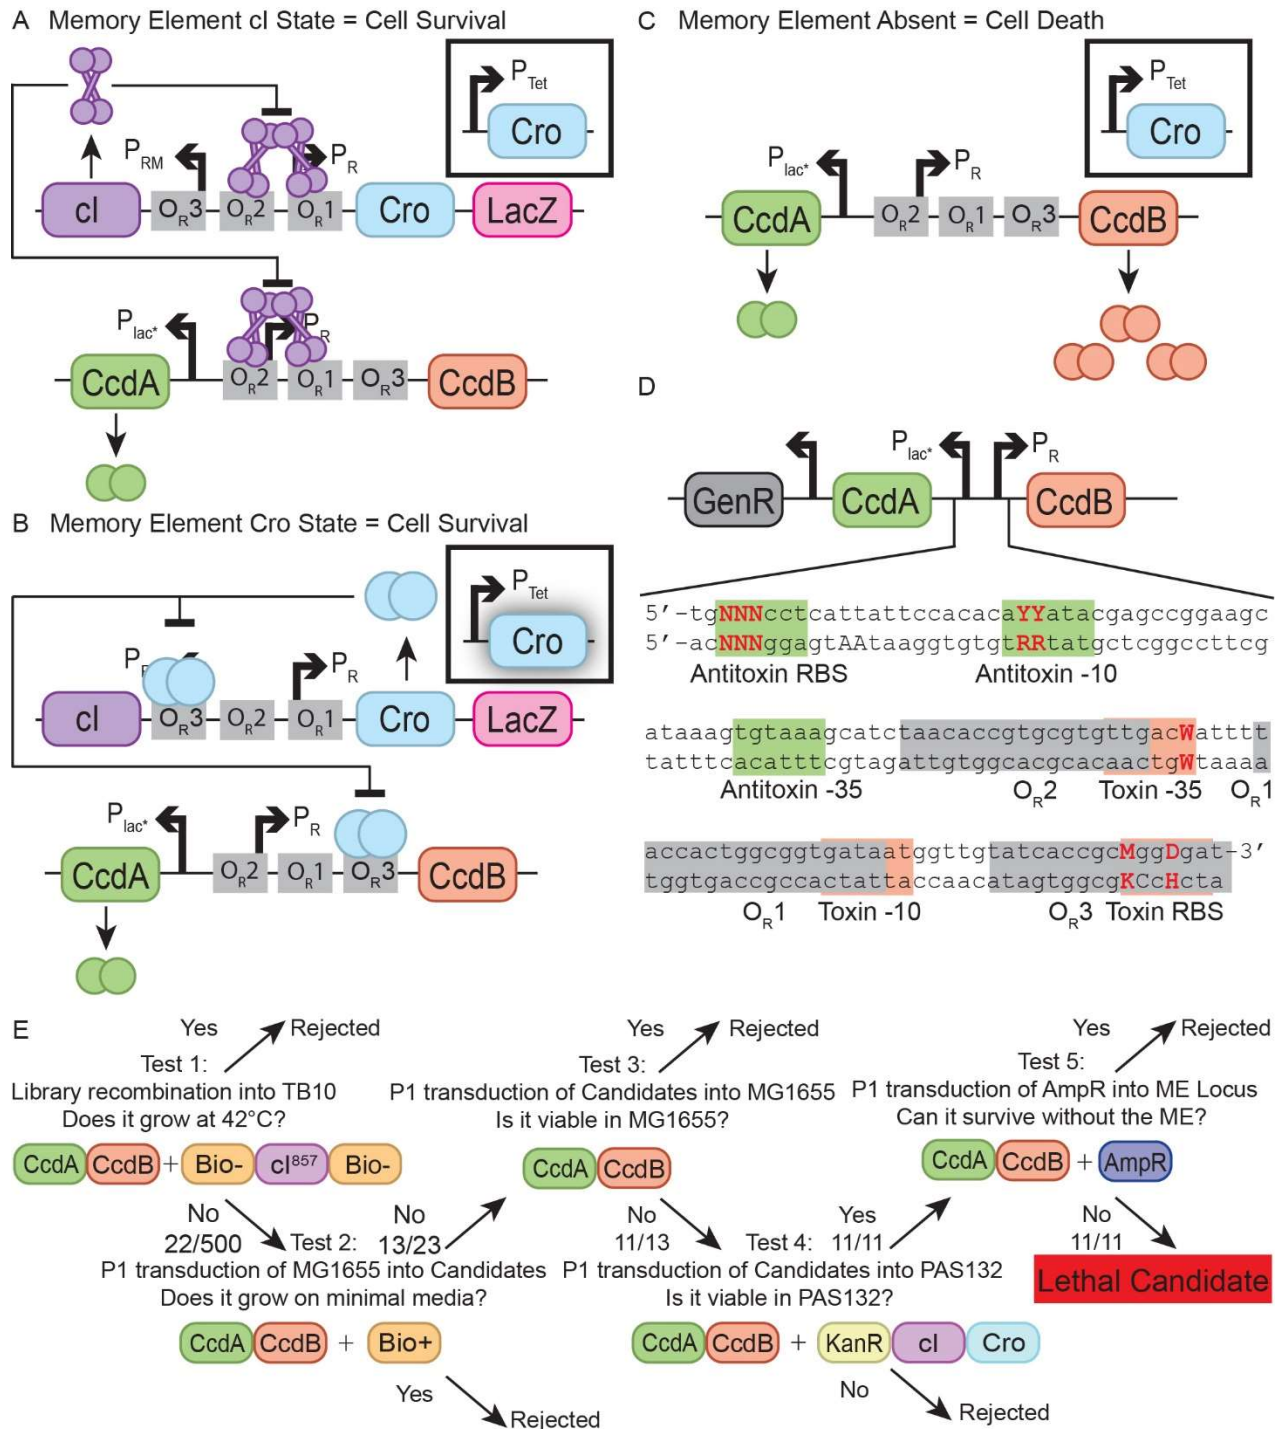 A Memory Element cI State = Cell Survival
P_Tet
Cro
P_RM
P_R
cI
O_R3
O_R2
O_R1
Cro
LacZ
P_lac*
P_R
CcdA
O_R2
O_R1
O_R3
CcdB
B Memory Element Cro State = Cell Survival
P_Tet
Cro
P_R
cI
O_R3
O_R2
O_R1
Cro
LacZ
P_lac*
P_R
CcdA
O_R2
O_R1
O_R3
CcdB
C Memory Element Absent = Cell Death
P_Tet
Cro
P_lac*
P_R
CcdA
O_R2
O_R1
O_R3
CcdB
D
P_lac*
P_R
GenR
CcdA
CcdB
5'-tgNNNcctcattattccacacaYYatacgagccggaagc
5'-acNNNggagtAAtaaggtgtgtRRtatgctcggccttcg
Antitoxin RBS
Antitoxin -10
ataaagtgtaaagcatctaacaccgtgcgtgttgacWatttt
tatttcacatttcgtagattgtggcacgcacaactgWtaaaa
Antitoxin -35
O_R2
Toxin -35
O_R1
accactggcggtgataatggttgtatcaccgcMggDgat-3'
tggtgaccgccactattaccaacatagtggcgKCcHcta
O_R1
Toxin -10
O_R3
Toxin RBS
E
Yes
Rejected
Test 1:
Library recombination into TB10
Does it grow at 42°C?
CcdA
CcdB
+
Bio-
cI857
Bio-
No
22/500
Test 2:
P1 transduction of MG1655 into Candidates
Does it grow on minimal media?
CcdA
CcdB
+
Bio+
Yes
Rejected
No
13/23
Yes
Rejected
Test 3:
P1 transduction of Candidates into MG1655
Is it viable in MG1655?
CcdA
CcdB
No
11/13
Test 4:
P1 transduction of Candidates into PAS132
Is it viable in PAS132?
CcdA
CcdB
+
KanR
cI
Cro
No
Rejected
Yes
11/11
Yes
Rejected
Test 5:
P1 transduction of AmpR into ME Locus
Can it survive without the ME?
CcdA
CcdB
+
AmpR
No
11/11
Lethal Candidate